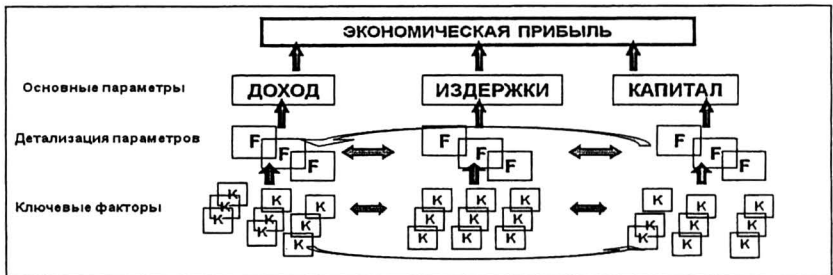 ЭКОНОМИЧЕСКАЯ ПРИБЫЛЬ
Основные параметры ДОХОД ИЗДЕРЖКИ КАПИТАЛ
Детализация параметров F F F
F F F
F F F
K K K K K K K K K K
Ключевые факторы K K K K K K K K K K
K K K K K K K K K K